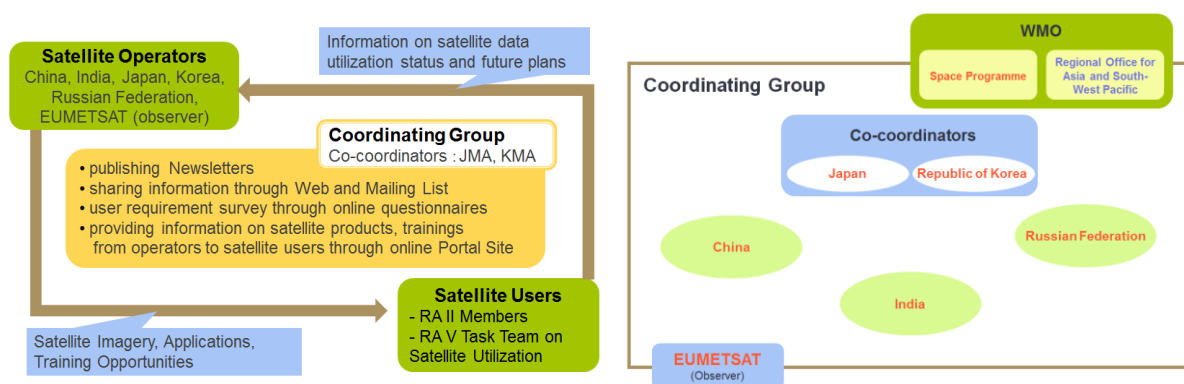 Satellite Operators
China, India, Japan, Korea,
Russian Federation,
EUMETSAT (observer)
Information on satellite data
utilization status and future plans
Coordinating Group
Co-coordinators : JMA, KMA
• publishing Newsletters
• sharing information through Web and Mailing List
• user requirement survey through online questionnaires
• providing information on satellite products, trainings
from operators to satellite users through online Portal Site
Satellite Users
- RA II Members
- RA V Task Team on
Satellite Utilization
Satellite Imagery, Applications,
Training Opportunities
WMO
Space Programme
Regional Office for
Asia and South-
West Pacific
Coordinating Group
Co-coordinators
Japan
Republic of Korea
China
Russian Federation
India
EUMETSAT
(Observer)